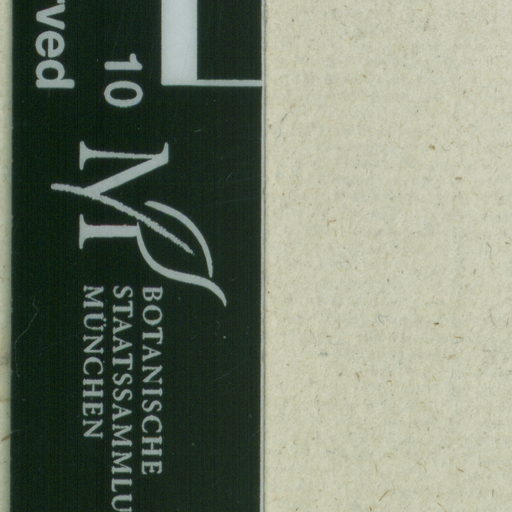 rved
10
BOTANISCHE
STAATSSAMMLU
MÜNCHEN